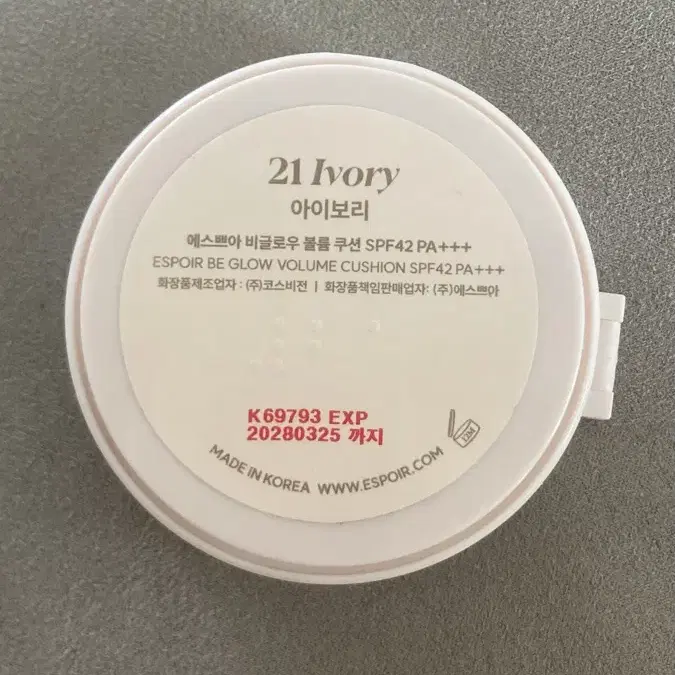 21 Ivory
아이보리
에스쁘아 비글로우 볼륨 쿠션 SPF42 PA+++
ESPOIR BE GLOW VOLUME CUSHION SPF42 PA+++
화장품제조업자 : (주)코스비전 | 화장품책임판매업자: (주)에스쁘아
K69793 EXP
20280325 까지
12M
MADE IN KOREA WWW.ESPOIR.COM